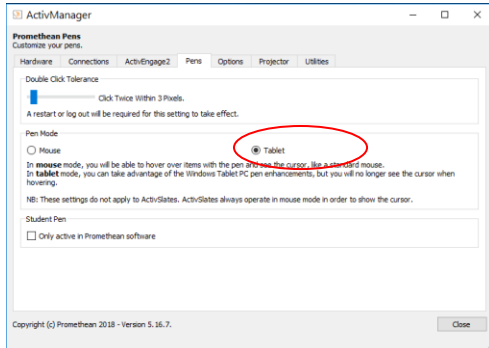 ActivManager
Promethean Pens
Customize your pens.
Hardware Connections ActivEngage2 Pens Options Projector Utilities
Double Click Tolerance
Click Twice Within 3 Pixels.
A restart or log out will be required for this setting to take effect.
Pen Mode
Mouse Tablet
In mouse mode, you will be able to hover over items with the pen and see the cursor, like a standard mouse.
In tablet mode, you can take advantage of the Windows Tablet PC pen enhancements, but you will no longer see the cursor when
hovering.
NB: These settings do not apply to ActivSlates. ActivSlates always operate in mouse mode in order to show the cursor.
Student Pen
Only active in Promethean software
Copyright (c) Promethean 2018 - Version 5.16.7.
Close